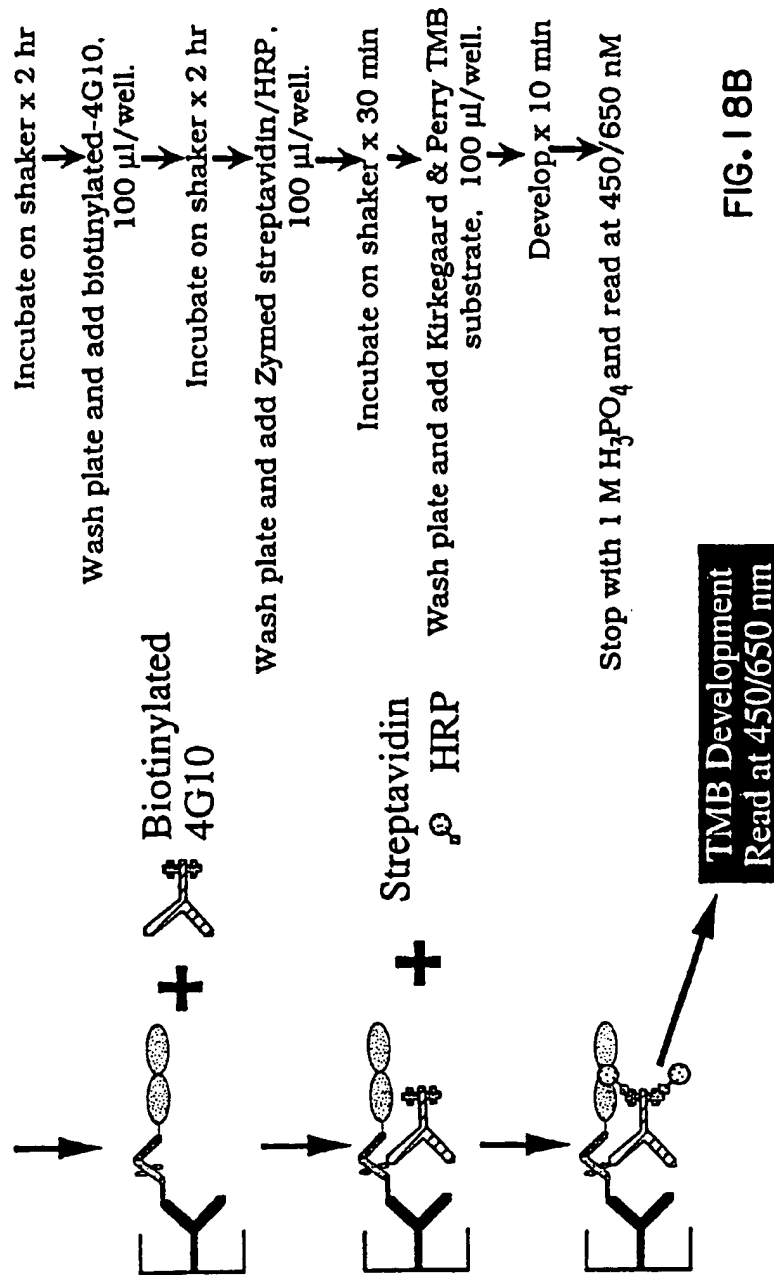 Biotinylated
4G10
Streptavidin
HRP
TMB Development
Read at 450/650 nm
Incubate on shaker x 2 hr
Wash plate and add biotinylated-4G10,
100 µl/well.
Incubate on shaker x 2 hr
Wash plate and add Zymed streptavidin/HRP,
100 µl/well.
Incubate on shaker x 30 min
Wash plate and add Kirkegaard & Perry TMB
substrate, 100 µl/well.
Develop x 10 min
Stop with 1 M H₃PO₄ and read at 450/650 nM
FIG.18B